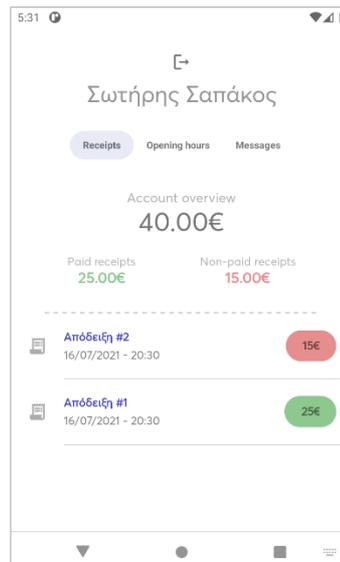 5:31
Σωτήρης Σαπάκος
Receipts Opening hours Messages
Account overview
40.00€
Paid receipts Non-paid receipts
25.00€ 15.00€
Απόδειξη #2
16/07/2021 - 20:30
15€
Απόδειξη #1
16/07/2021 - 20:30
25€